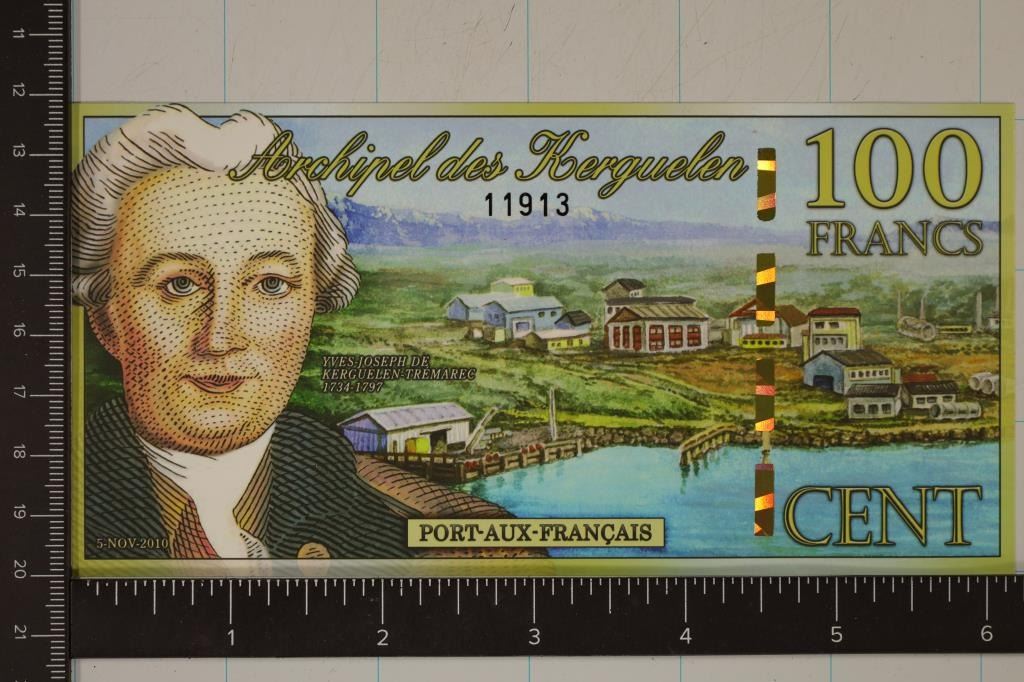 Archipel des Kerguelen
11913
100
FRANCS
YVES-JOSEPH DE
KERGUELEN-TRÉMAREC
1734-1797
5-NOV-2010
PORT-AUX-FRANÇAIS
CENT
11
12
13
14
15
16
17
18
19
20
21
1 2 3 4 5 6